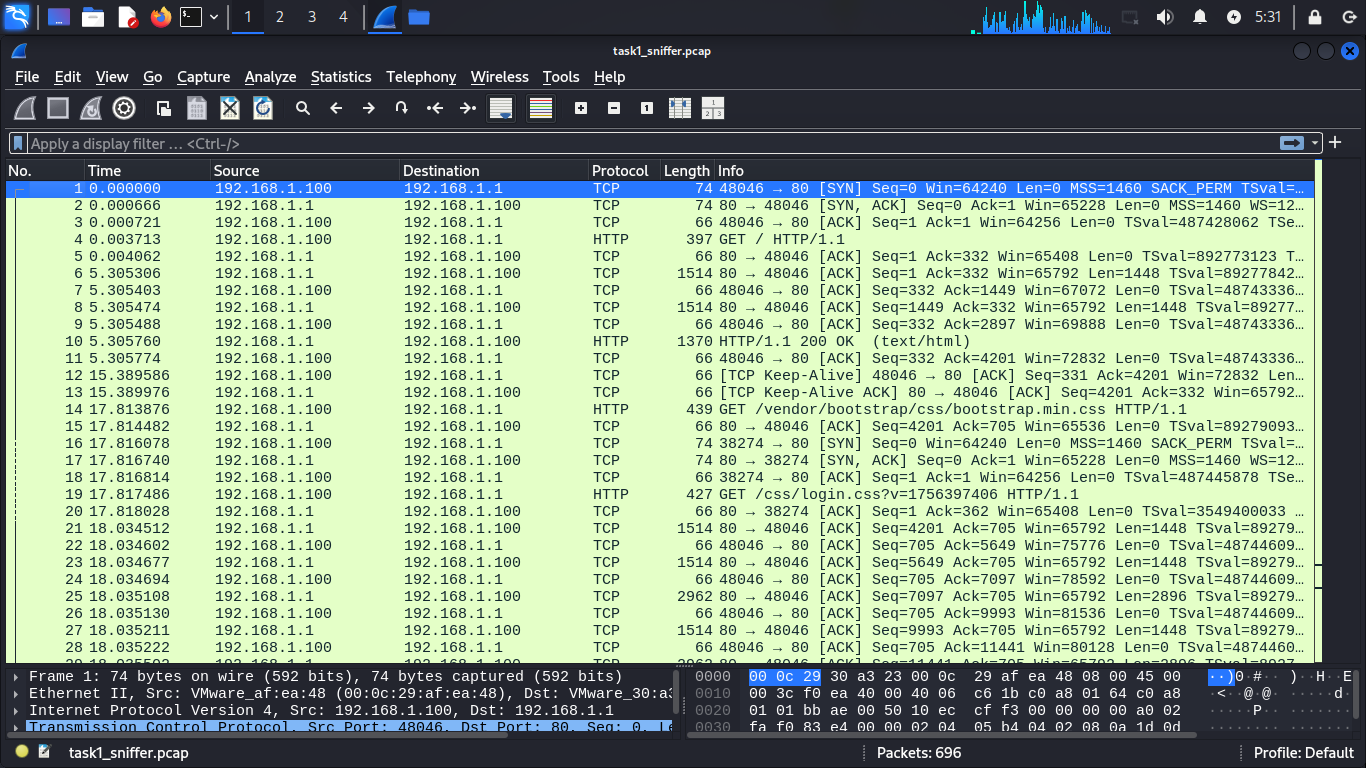 1 2 3 4 5:31
task1_sniffer.pcap
File Edit View Go Capture Analyze Statistics Telephony Wireless Tools Help
Apply a display filter … <Ctrl-/>
No. Time Source Destination Protocol Length Info
1 0.000000 192.168.1.100 192.168.1.1 TCP 74 48046 → 80 [SYN] Seq=0 Win=64240 Len=0 MSS=1460 SACK_PERM TSval=…
2 0.000666 192.168.1.1 192.168.1.100 TCP 74 80 → 48046 [SYN, ACK] Seq=0 Ack=1 Win=65228 Len=0 MSS=1460 WS=12…
3 0.000721 192.168.1.100 192.168.1.1 TCP 66 48046 → 80 [ACK] Seq=1 Ack=1 Win=64256 Len=0 TSval=487428062 TSe…
4 0.003713 192.168.1.100 192.168.1.1 HTTP 397 GET / HTTP/1.1
5 0.004062 192.168.1.1 192.168.1.100 TCP 66 80 → 48046 [ACK] Seq=1 Ack=332 Win=65408 Len=0 TSval=892773123 T…
6 5.305306 192.168.1.1 192.168.1.100 TCP 1514 80 → 48046 [ACK] Seq=1 Ack=332 Win=65792 Len=1448 TSval=89277842…
7 5.305403 192.168.1.100 192.168.1.1 TCP 66 48046 → 80 [ACK] Seq=332 Ack=1449 Win=67072 Len=0 TSval=48743336…
8 5.305474 192.168.1.1 192.168.1.100 TCP 1514 80 → 48046 [ACK] Seq=1449 Ack=332 Win=65792 Len=1448 TSval=89277…
9 5.305488 192.168.1.100 192.168.1.1 TCP 66 48046 → 80 [ACK] Seq=332 Ack=2897 Win=69888 Len=0 TSval=48743336…
10 5.305760 192.168.1.1 192.168.1.100 HTTP 1370 HTTP/1.1 200 OK (text/html)
11 5.305774 192.168.1.100 192.168.1.1 TCP 66 48046 → 80 [ACK] Seq=332 Ack=4201 Win=72832 Len=0 TSval=48743336…
12 15.389586 192.168.1.100 192.168.1.1 TCP 66 [TCP Keep-Alive] 48046 → 80 [ACK] Seq=331 Ack=4201 Win=72832 Len…
13 15.389976 192.168.1.1 192.168.1.100 TCP 66 [TCP Keep-Alive ACK] 80 → 48046 [ACK] Seq=4201 Ack=332 Win=65792…
14 17.813876 192.168.1.100 192.168.1.1 HTTP 439 GET /vendor/bootstrap/css/bootstrap.min.css HTTP/1.1
15 17.814482 192.168.1.1 192.168.1.100 TCP 66 80 → 48046 [ACK] Seq=4201 Ack=705 Win=65536 Len=0 TSval=89279093…
16 17.816078 192.168.1.100 192.168.1.1 TCP 74 38274 → 80 [SYN] Seq=0 Win=64240 Len=0 MSS=1460 SACK_PERM TSval=…
17 17.816740 192.168.1.1 192.168.1.100 TCP 74 80 → 38274 [SYN, ACK] Seq=0 Ack=1 Win=65228 Len=0 MSS=1460 WS=12…
18 17.816814 192.168.1.100 192.168.1.1 TCP 66 38274 → 80 [ACK] Seq=1 Ack=1 Win=64256 Len=0 TSval=487445878 TSe…
19 17.817486 192.168.1.100 192.168.1.1 HTTP 427 GET /css/login.css?v=1756397406 HTTP/1.1
20 17.818028 192.168.1.1 192.168.1.100 TCP 66 80 → 38274 [ACK] Seq=1 Ack=362 Win=65408 Len=0 TSval=3549400033 …
21 18.034512 192.168.1.1 192.168.1.100 TCP 1514 80 → 48046 [ACK] Seq=4201 Ack=705 Win=65792 Len=1448 TSval=89279…
22 18.034602 192.168.1.100 192.168.1.1 TCP 66 48046 → 80 [ACK] Seq=705 Ack=5649 Win=75776 Len=0 TSval=48744609…
23 18.034677 192.168.1.1 192.168.1.100 TCP 1514 80 → 48046 [ACK] Seq=5649 Ack=705 Win=65792 Len=1448 TSval=89279…
24 18.034694 192.168.1.100 192.168.1.1 TCP 66 48046 → 80 [ACK] Seq=705 Ack=7097 Win=78592 Len=0 TSval=48744609…
25 18.035108 192.168.1.1 192.168.1.100 TCP 2962 80 → 48046 [ACK] Seq=7097 Ack=705 Win=65792 Len=2896 TSval=89279…
26 18.035130 192.168.1.100 192.168.1.1 TCP 66 48046 → 80 [ACK] Seq=705 Ack=9993 Win=81536 Len=0 TSval=48744609…
27 18.035211 192.168.1.1 192.168.1.100 TCP 1514 80 → 48046 [ACK] Seq=9993 Ack=705 Win=65792 Len=1448 TSval=89279…
28 18.035222 192.168.1.100 192.168.1.1 TCP 66 48046 → 80 [ACK] Seq=705 Ack=11441 Win=80128 Len=0 TSval=4874460…
Frame 1: 74 bytes on wire (592 bits), 74 bytes captured (592 bits)
Ethernet II, Src: VMware_af:ea:48 (00:0c:29:af:ea:48), Dst: VMware_30:a3
Internet Protocol Version 4, Src: 192.168.1.100, Dst: 192.168.1.1
Transmission Control Protocol, Src Port: 48046, Dst Port: 80, Seq: 0, Le
0000 00 0c 29 30 a3 23 00 0c 29 af ea 48 08 00 45 00 ··)0·#·· )··H··E·
0010 00 3c f0 ea 40 00 40 06 c6 1b c0 a8 01 64 c0 a8 ·<··@·@· ·····d··
0020 01 01 bb ae 00 50 10 ec cf f3 00 00 00 00 a0 02 ·····P·· ········
0030 fa f0 83 e4 00 00 02 04 05 b4 04 02 08 0a 1d 0d
task1_sniffer.pcap Packets: 696 Profile: Default